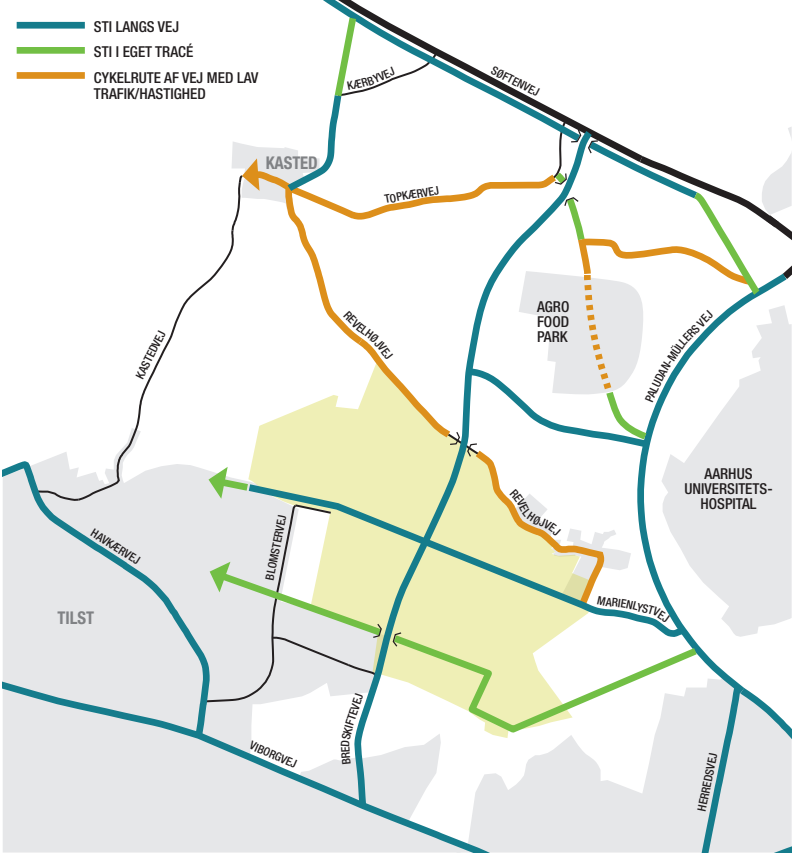 STI LANGS VEJ
STI I EGET TRACÉ
CYKELRUTE AF VEJ MED LAV
TRAFIK/HASTIGHED
KÆRBYVEJ
SØFTENVEJ
KASTED
TOPKÆRVEJ
AGRO
FOOD
PARK
REVELHØJVEJ
PALUDAN-MÜLLERS VEJ
KASTEDVEJ
AARHUS
UNIVERSITETS-
HOSPITAL
REVELHØJVEJ
HAVKÆRVEJ
BLOMSTERVEJ
TILST
MARIENLYSTVEJ
BREDSKIFTEVEJ
VIBORGVEJ
HERREDSVEJ